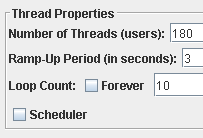 Thread Properties
Number of Threads (users): 180
Ramp-Up Period (in seconds): 3
Loop Count: Forever 10
Scheduler